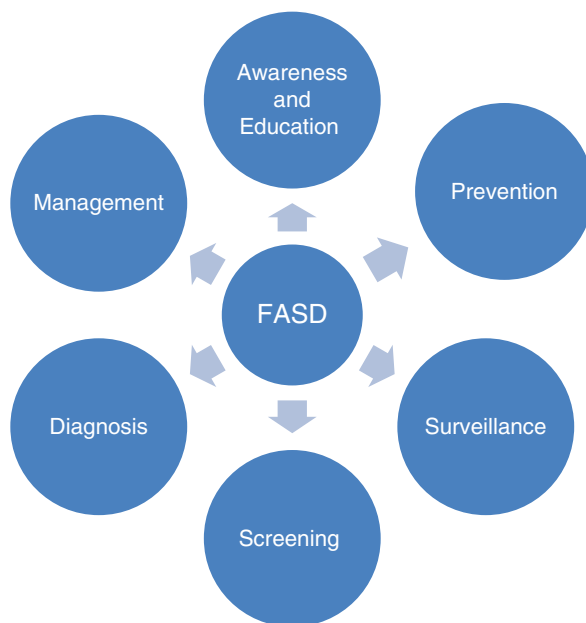 Awareness
and
Education
Management
Prevention
FASD
Diagnosis
Surveillance
Screening